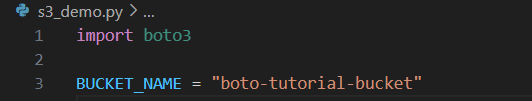 s3_demo.py > ...
1 import boto3
2
3 BUCKET_NAME = "boto-tutorial-bucket"